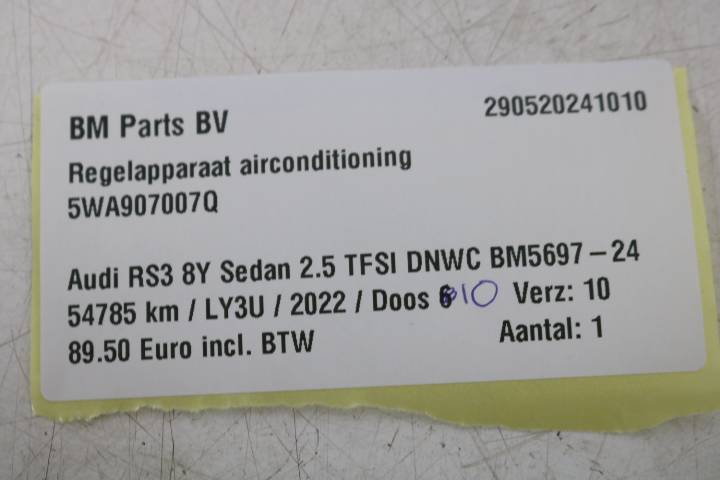 BM Parts BV 290520241010
Regelapparaat airconditioning
5WA907007Q
Audi RS3 8Y Sedan 2.5 TFSI DNWC BM5697-24
54785 km / LY3U / 2022 / Doos 6 10 Verz: 10
89.50 Euro incl. BTW Aantal: 1